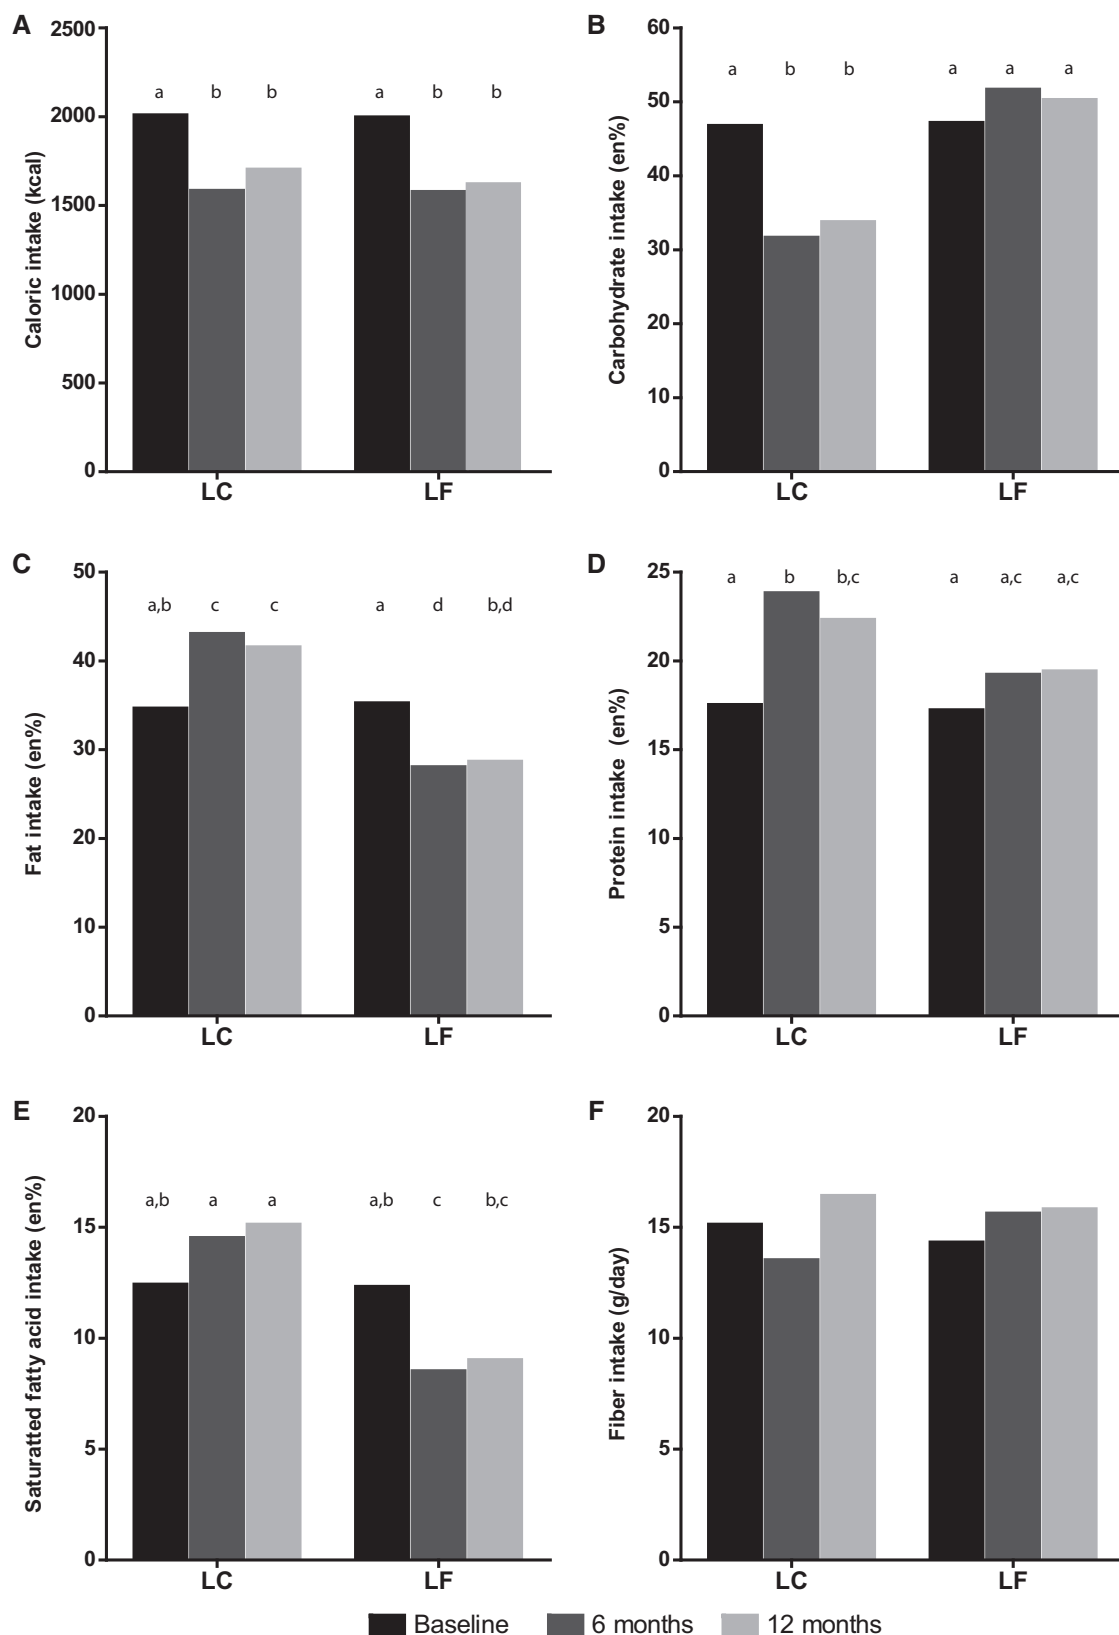 A
Caloric intake (kcal)
2500
2000
1500
1000
500
0
a b b a b b
LC LF
B
Carbohydrate intake (en%)
60
50
40
30
20
10
0
a b b a a a
LC LF
C
Fat intake (en%)
50
40
30
20
10
0
a,b c c a d b,d
LC LF
D
Protein intake (en%)
25
20
15
10
5
0
a b b,c a a,c a,c
LC LF
E
Saturatted fatty acid intake (en%)
20
15
10
5
0
a,b a a a,b c b,c
LC LF
F
Fiber intake (g/day)
20
15
10
5
0
LC LF
Baseline 6 months 12 months